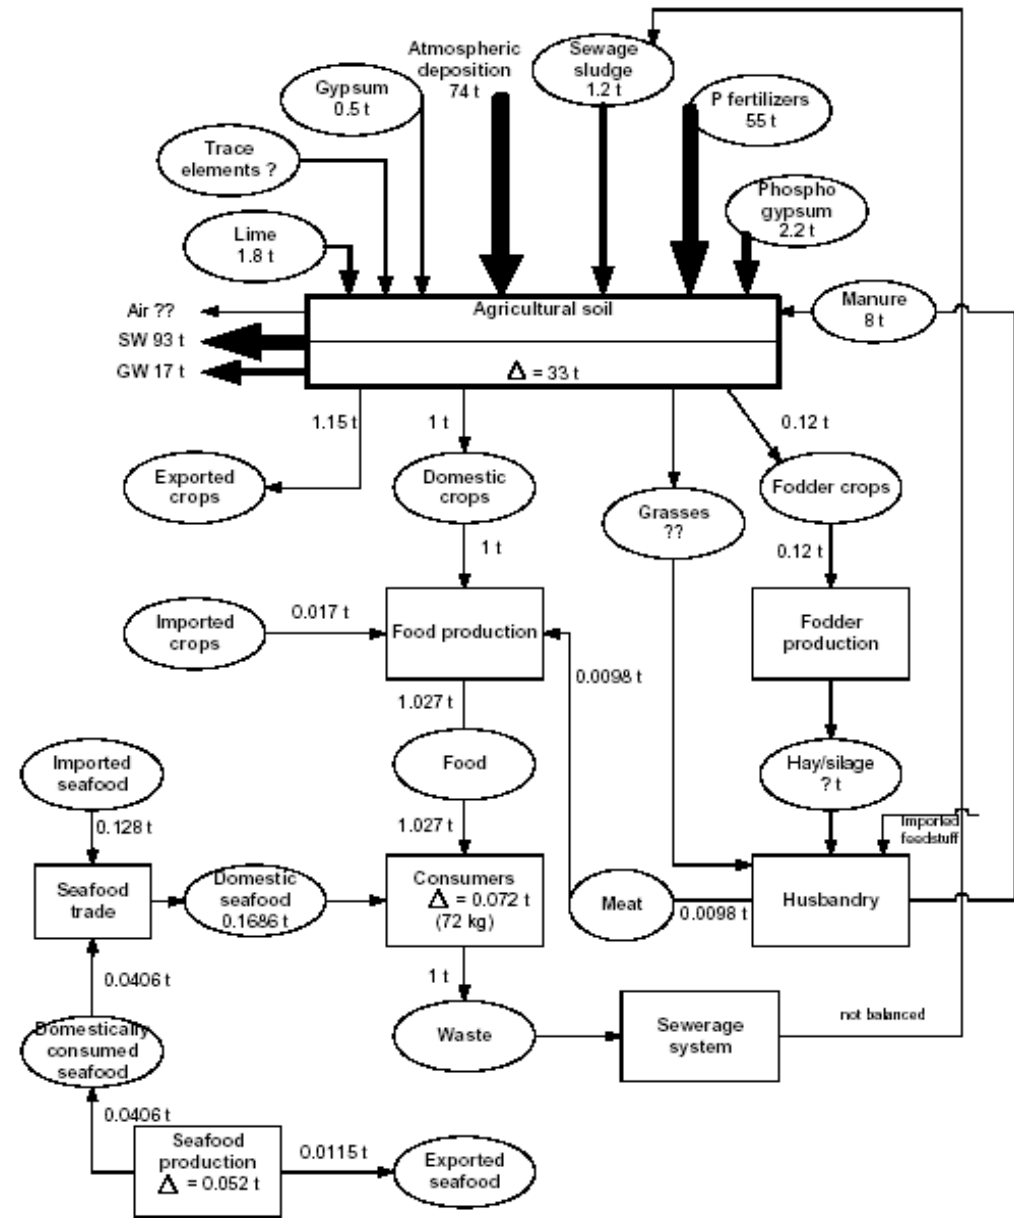 Atmospheric
deposition
74 t
Sewage
sludge
1.2 t
Gypsum
0.5 t
P fertilizers
55 t
Trace
elements ?
Phospho
gypsum
2.2 t
Lime
1.8 t
Air ??
SW 93 t
GW 17 t
Agricultural soil
Δ = 33 t
Manure
8 t
1.15 t
1 t
0.12 t
Exported
crops
Domestic
crops
Grasses
??
Fodder crops
1 t
0.12 t
Imported
crops
0.017 t
Food production
Fodder
production
0.0098 t
1.027 t
Imported
seafood
Food
Hay/silage
? t
0.128 t
1.027 t
Imported
feedstuff
Seafood
trade
Domestic
seafood
0.1686 t
Consumers
Δ = 0.072 t
(72 kg)
Meat
0.0098 t
Husbandry
0.0406 t
1 t
Domestically
consumed
seafood
Waste
Sewerage
system
not balanced
0.0406 t
Seafood
production
Δ = 0.052 t
0.0115 t
Exported
seafood